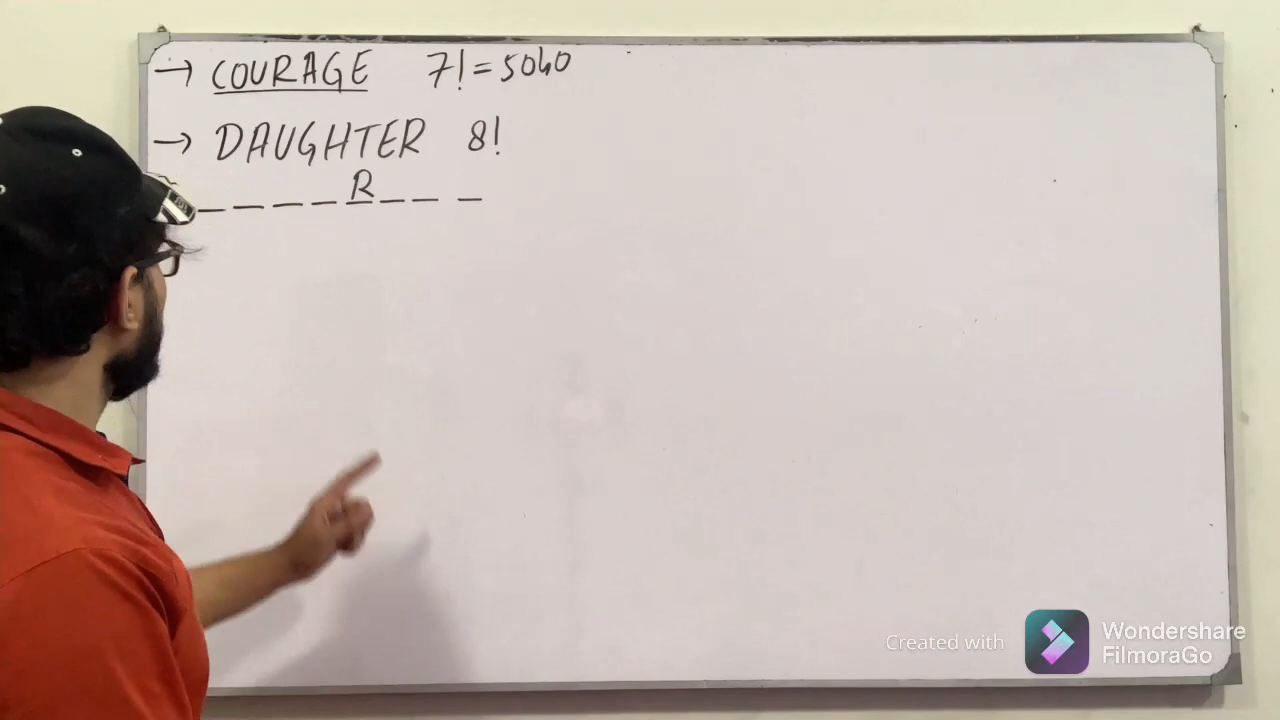 → COURAGE 7! = 5040
→ DAUGHTER 8!
_ _ _ _ R _ _ _
Created with Wondershare FilmoraGo